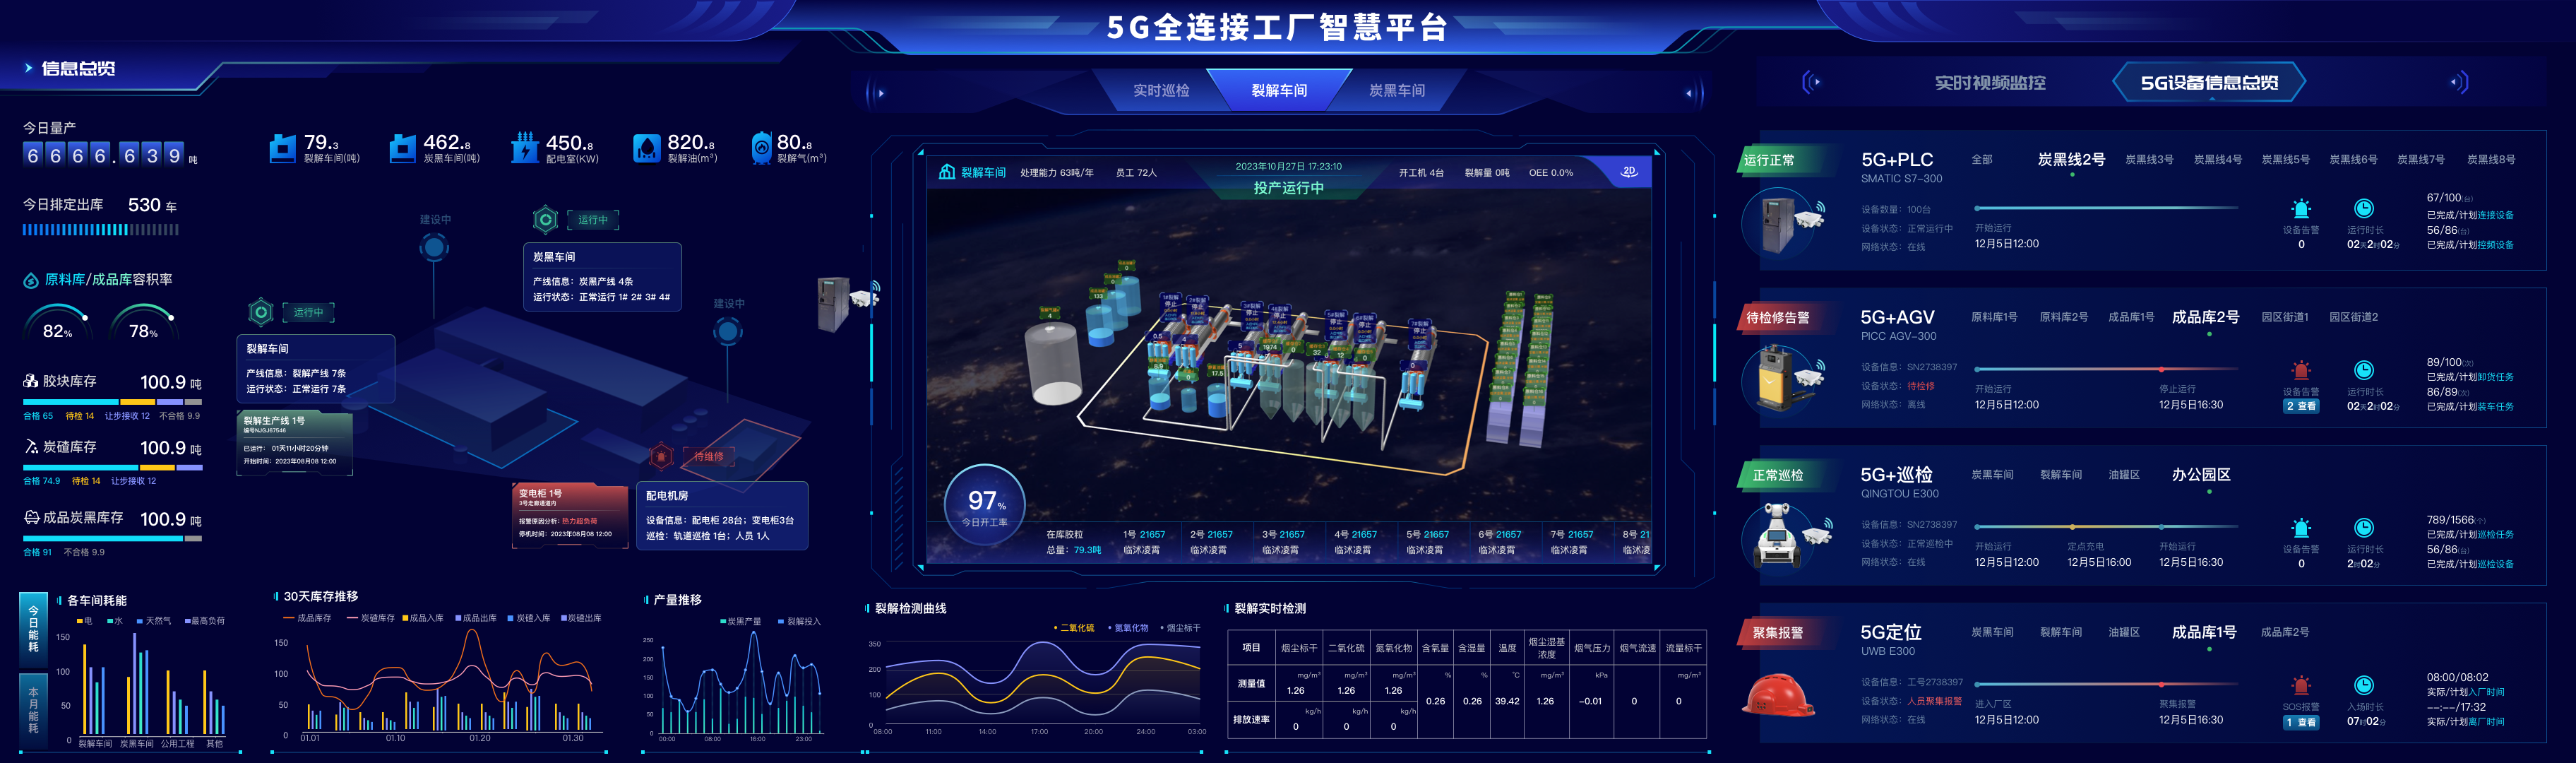 5G全连接工厂智慧平台
信息总览
今日量产
6666.639 吨
今日排定出库 530 车
原料库/成品库容积率
82%
78%
胶块库存 100.9 吨
合格 65 待检 14 让步接收 12 不合格 9.9
炭碴库存 100.9 吨
合格 74.9 待检 14 让步接收 12
成品炭黑库存 100.9 吨
合格 91 不合格 9.9
79.3
裂解车间(吨)
462.8
炭黑车间(吨)
450.8
配电室(KW)
820.8
裂解油(m³)
80.8
裂解气(m³)
建设中
运行中
炭黑车间
产线信息：炭黑产线 4条
运行状态：正常运行 1# 2# 3# 4#
建设中
运行中
裂解车间
产线信息：裂解产线 7条
运行状态：正常运行 7条
裂解生产线 1号
编号NJGJ67546
已运行： 01天11小时20分钟
开始时间：2023年08月08 12:00
待维修
变电柜 1号
3号走廊通道内
报警原因分析：热力超负荷
停机时间：2023年08月08 12:00
配电机房
设备信息：配电柜 28台；变电柜3台
巡检：轨道巡检 1台；人员 1人
今日能耗
本月能耗
各车间耗能
电 水 天然气 最高负荷
150
100
50
0
裂解车间 炭黑车间 公用工程 其他
30天库存推移
成品库存 炭碴库存 成品入库 成品出库 炭碴入库 炭碴出库
150
100
50
0
01.01 01.10 01.20 01.30
产量推移
炭黑产量 裂解投入
250
200
150
100
50
0
00:00 08:00 16:00 23:00
实时巡检
裂解车间
炭黑车间
裂解车间 处理能力 63吨/年 员工 72人
2023年10月27日 17:23:10
投产运行中
开工机 4台 裂解量 0吨 OEE 0.0%
2D
97%
今日开工率
在库胶粒
总量：79.3吨
1号 21657
临沭凌霄
2号 21657
临沭凌霄
3号 21657
临沭凌霄
4号 21657
临沭凌霄
5号 21657
临沭凌霄
6号 21657
临沭凌霄
7号 21657
临沭凌霄
8号 21
临沭凌
裂解检测曲线
二氧化硫 氮氧化物 烟尘标干
350
200
100
0
08:00 11:00 14:00 17:00 20:00 24:00 03:00
裂解实时检测
项目 烟尘标干 二氧化硫 氮氧化物 含氧量 含湿量 温度 烟尘湿基浓度 烟气压力 烟气流速 流量标干
mg/m³ mg/m³ mg/m³ % % °C mg/m³ kPa mg/m³
测量值 1.26 1.26 1.26 0.26 0.26 39.42 1.26 −0.01 0 0
kg/h kg/h kg/h
排放速率 0 0 0
实时视频监控
5G设备信息总览
运行正常
5G+PLC
SMATIC S7-300
全部 炭黑线2号 炭黑线3号 炭黑线4号 炭黑线5号 炭黑线6号 炭黑线7号 炭黑线8号
设备数量：100台
设备状态：正常运行中
网络状态：在线
开始运行
12月5日12:00
设备告警
0
运行时长
02天2时02分
67/100(台)
已完成/计划连接设备
56/86(台)
已完成/计划控频设备
待检修告警
5G+AGV
PICC AGV-300
原料库1号 原料库2号 成品库1号 成品库2号 园区街道1 园区街道2
设备信息：SN2738397
设备状态：待检修
网络状态：离线
开始运行
12月5日12:00
停止运行
12月5日16:30
设备告警
2 查看
运行时长
02天2时02分
89/100(次)
已完成/计划卸货任务
86/89(次)
已完成/计划装车任务
正常巡检
5G+巡检
QINGTOU E300
炭黑车间 裂解车间 油罐区 办公园区
设备信息：SN2738397
设备状态：正常巡检中
网络状态：在线
开始运行
12月5日12:00
定点充电
12月5日16:00
开始运行
12月5日16:30
设备告警
0
运行时长
2时02分
789/1566(个)
已完成/计划巡检任务
56/86(台)
已完成/计划巡检设备
聚集报警
5G定位
UWB E300
炭黑车间 裂解车间 油罐区 成品库1号 成品库2号
设备信息：工号2738397
设备状态：人员聚集报警
网络状态：在线
进入厂区
12月5日12:00
聚集报警
12月5日16:30
SOS报警
1 查看
入场时长
07时02分
08:00/08:02
实际/计划入厂时间
--:--/17:32
实际/计划离厂时间